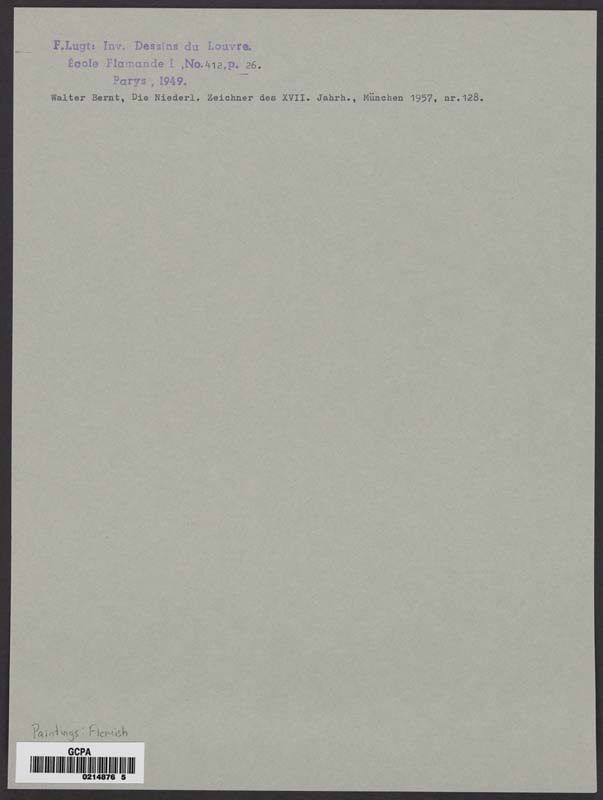 F.Lugt: Inv. Dessins du Louvre.
École Flamande I ,No.412,p. 26.
Parys , 1949.
Walter Bernt, Die Niederl. Zeichner des XVII. Jahrh., München 1957, nr.128.
Paintings: Flemish
GCPA
0214876 5